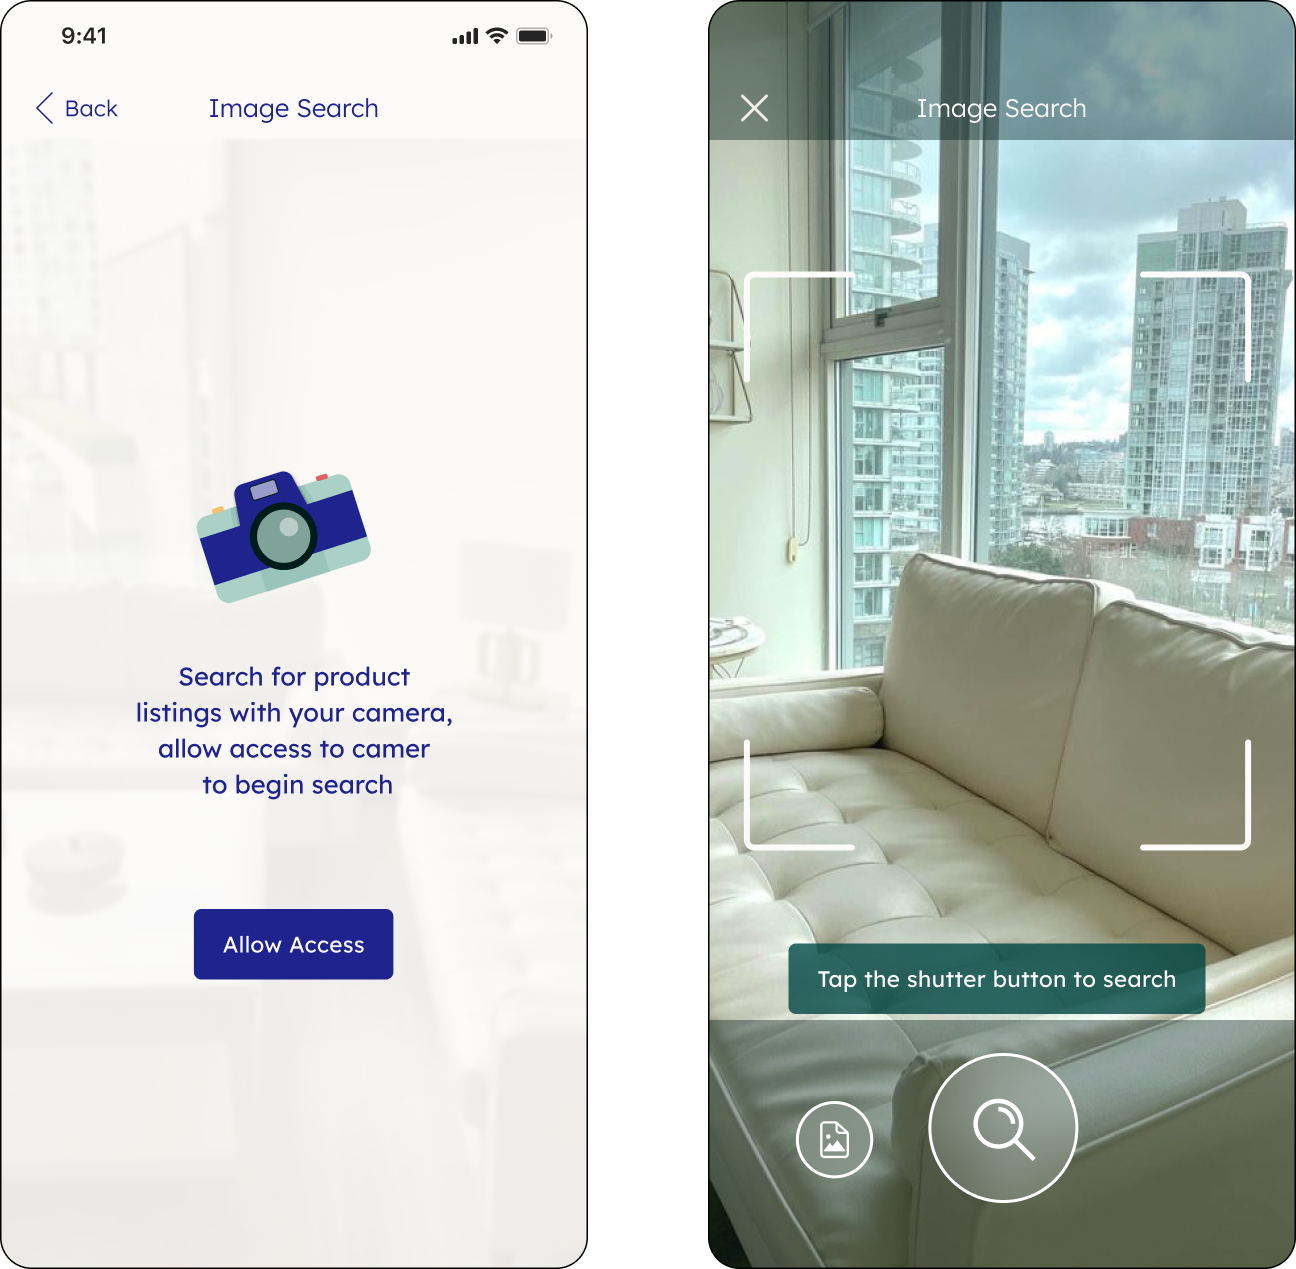 9:41
Back
Image Search
Search for product
listings with your camera,
allow access to camer
to begin search
Allow Access
Image Search
Tap the shutter button to search